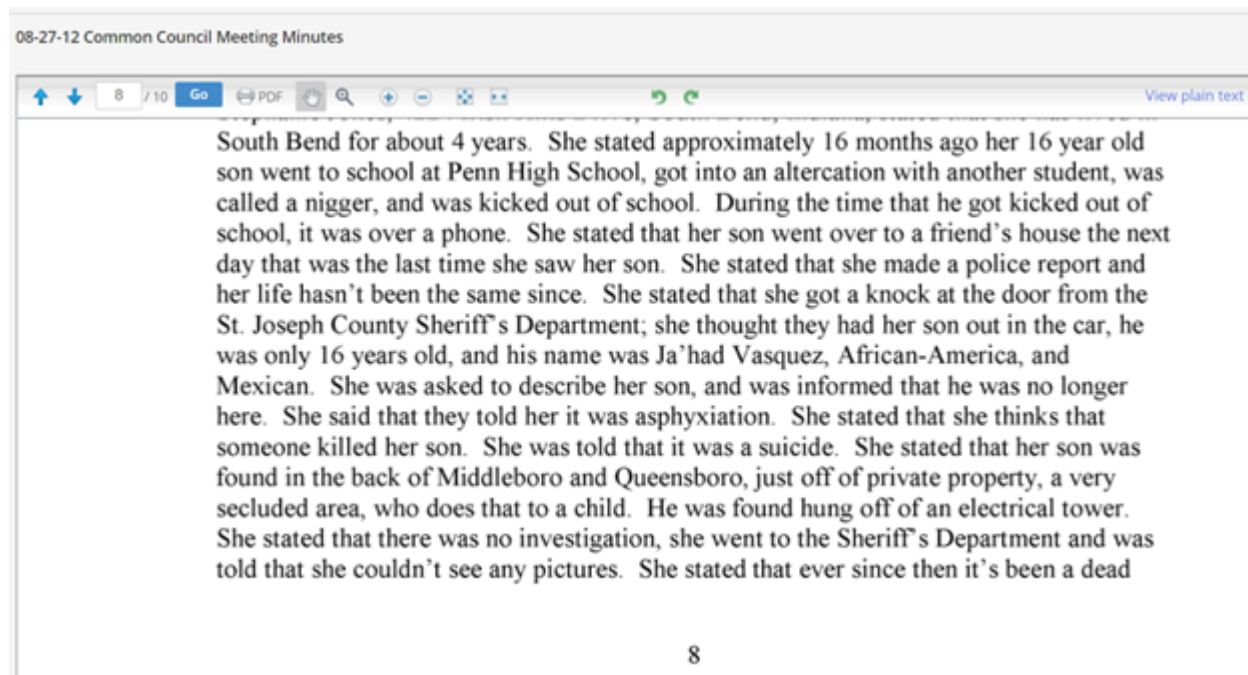 08-27-12 Common Council Meeting Minutes
8 / 10 Go PDF View plain text
South Bend for about 4 years. She stated approximately 16 months ago her 16 year old
son went to school at Penn High School, got into an altercation with another student, was
called a nigger, and was kicked out of school. During the time that he got kicked out of
school, it was over a phone. She stated that her son went over to a friend's house the next
day that was the last time she saw her son. She stated that she made a police report and
her life hasn't been the same since. She stated that she got a knock at the door from the
St. Joseph County Sheriff's Department; she thought they had her son out in the car, he
was only 16 years old, and his name was Ja'had Vasquez, African-America, and
Mexican. She was asked to describe her son, and was informed that he was no longer
here. She said that they told her it was asphyxiation. She stated that she thinks that
someone killed her son. She was told that it was a suicide. She stated that her son was
found in the back of Middleboro and Queensboro, just off of private property, a very
secluded area, who does that to a child. He was found hung off of an electrical tower.
She stated that there was no investigation, she went to the Sheriff's Department and was
told that she couldn't see any pictures. She stated that ever since then it's been a dead
8